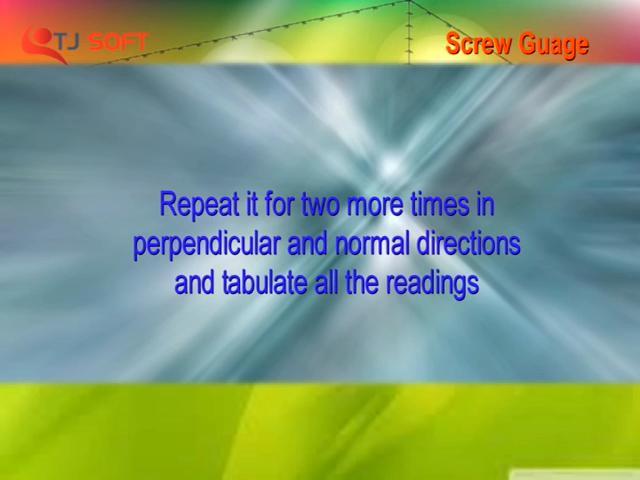 TJ SOFT
Screw Guage
Repeat it for two more times in
perpendicular and normal directions
and tabulate all the readings